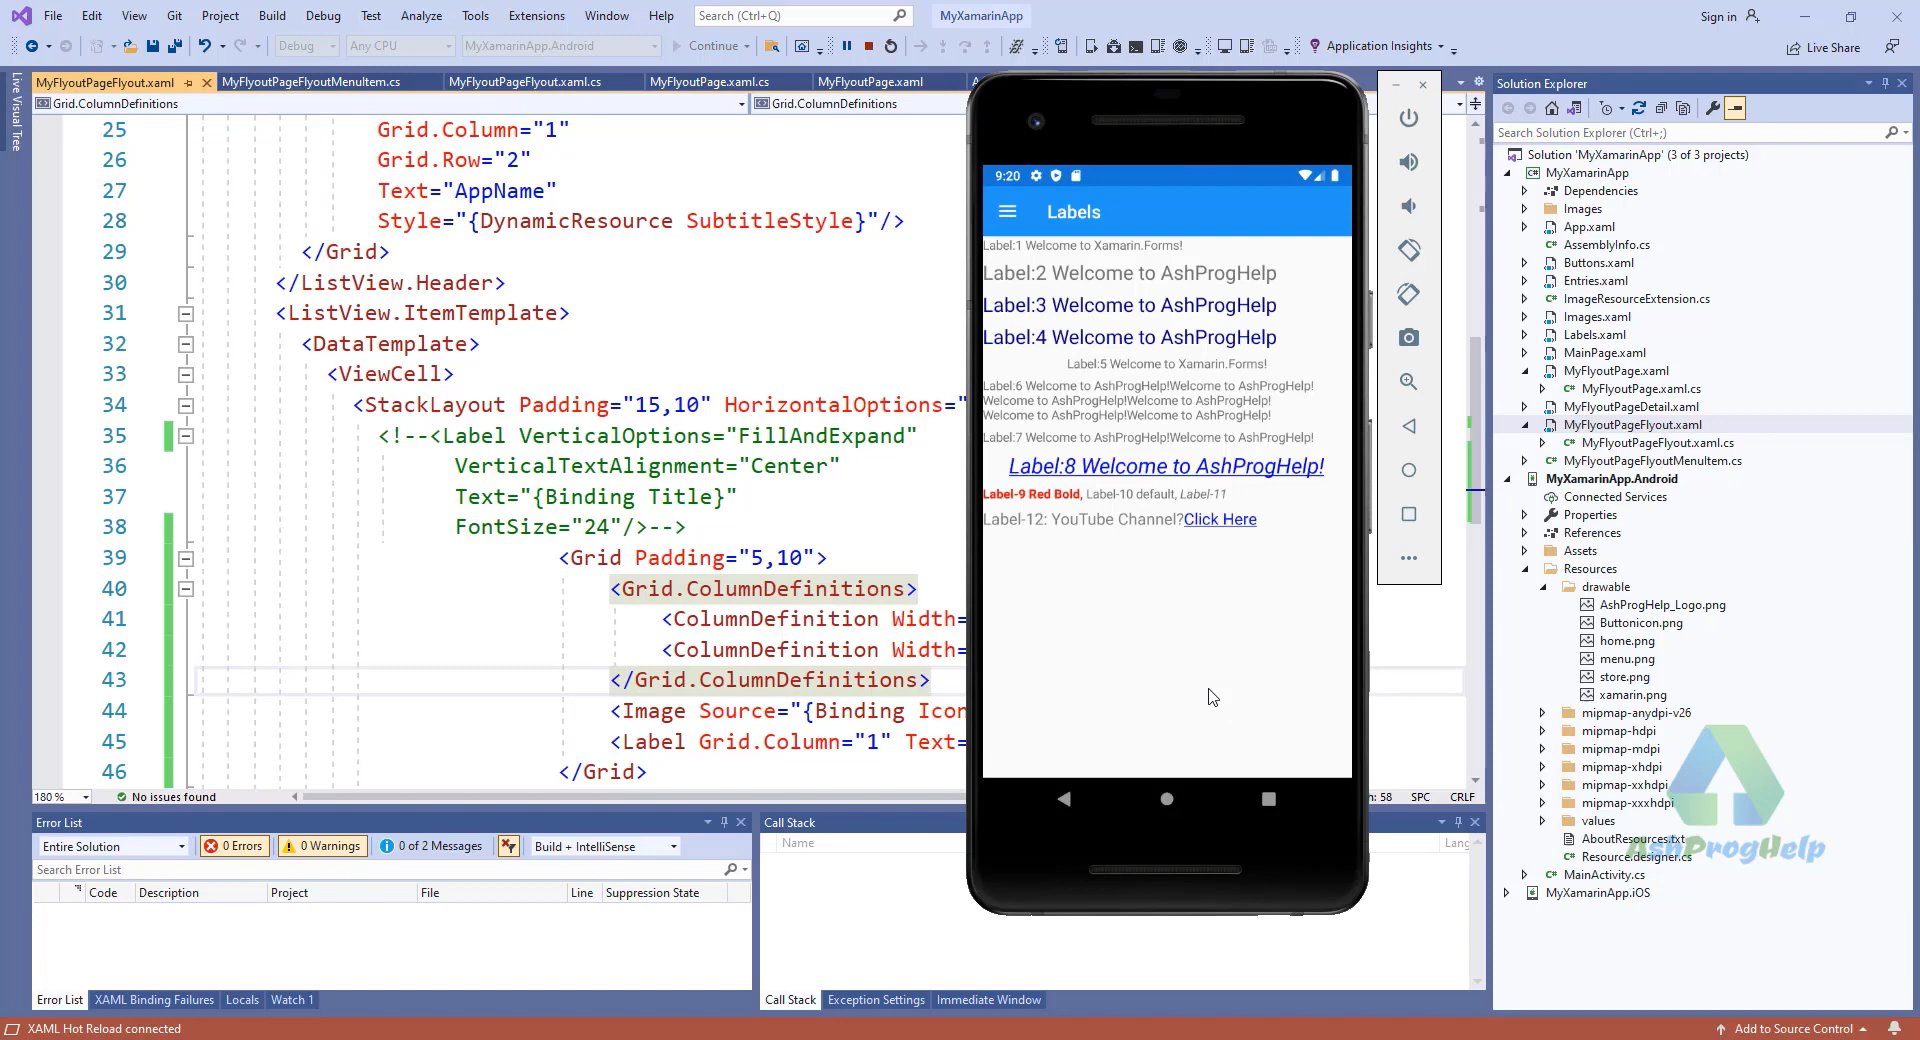 File Edit View Git Project Build Debug Test Analyze Tools Extensions Window Help Search (Ctrl+Q) MyXamarinApp Sign in
Debug Any CPU MyXamarinApp.Android Continue Application Insights Live Share
Live Visual Tree
MyFlyoutPageFlyout.xaml MyFlyoutPageFlyoutMenuItem.cs MyFlyoutPageFlyout.xaml.cs MyFlyoutPage.xaml.cs MyFlyoutPage.xaml
Grid.ColumnDefinitions Grid.ColumnDefinitions
25 Grid.Column="1"
26 Grid.Row="2"
27 Text="AppName"
28 Style="{DynamicResource SubtitleStyle}"/>
29 </Grid>
30 </ListView.Header>
31 <ListView.ItemTemplate>
32 <DataTemplate>
33 <ViewCell>
34 <StackLayout Padding="15,10" HorizontalOptions="
35 <!--<Label VerticalOptions="FillAndExpand"
36 VerticalTextAlignment="Center"
37 Text="{Binding Title}"
38 FontSize="24"/>-->
39 <Grid Padding="5,10">
40 <Grid.ColumnDefinitions>
41 <ColumnDefinition Width=
42 <ColumnDefinition Width=
43 </Grid.ColumnDefinitions>
44 <Image Source="{Binding Icon
45 <Label Grid.Column="1" Text=
46 </Grid>
180 % No issues found : 58 SPC CRLF
9:20
Labels
Label:1 Welcome to Xamarin.Forms!
Label:2 Welcome to AshProgHelp
Label:3 Welcome to AshProgHelp
Label:4 Welcome to AshProgHelp
Label:5 Welcome to Xamarin.Forms!
Label:6 Welcome to AshProgHelp!Welcome to AshProgHelp!
Welcome to AshProgHelp!Welcome to AshProgHelp!
Welcome to AshProgHelp!Welcome to AshProgHelp!
Label:7 Welcome to AshProgHelp!Welcome to AshProgHelp!
Label:8 Welcome to AshProgHelp!
Label-9 Red Bold, Label-10 default, Label-11
Label-12: YouTube Channel?Click Here
Error List
Entire Solution 0 Errors 0 Warnings 0 of 2 Messages Build + IntelliSense
Search Error List
Code Description Project File Line Suppression State
Error List XAML Binding Failures Locals Watch 1
Call Stack
Name Lang
Call Stack Exception Settings Immediate Window
Solution Explorer
Search Solution Explorer (Ctrl+;)
Solution 'MyXamarinApp' (3 of 3 projects)
MyXamarinApp
Dependencies
Images
App.xaml
AssemblyInfo.cs
Buttons.xaml
Entries.xaml
ImageResourceExtension.cs
Images.xaml
Labels.xaml
MainPage.xaml
MyFlyoutPage.xaml
MyFlyoutPage.xaml.cs
MyFlyoutPageDetail.xaml
MyFlyoutPageFlyout.xaml
MyFlyoutPageFlyout.xaml.cs
MyFlyoutPageFlyoutMenuItem.cs
MyXamarinApp.Android
Connected Services
Properties
References
Assets
Resources
drawable
AshProgHelp_Logo.png
Buttonicon.png
home.png
menu.png
store.png
xamarin.png
mipmap-anydpi-v26
mipmap-hdpi
mipmap-mdpi
mipmap-xhdpi
mipmap-xxhdpi
mipmap-xxxhdpi
values
AboutResources.txt
Resource.designer.cs
MainActivity.cs
MyXamarinApp.iOS
AshProgHelp
XAML Hot Reload connected Add to Source Control